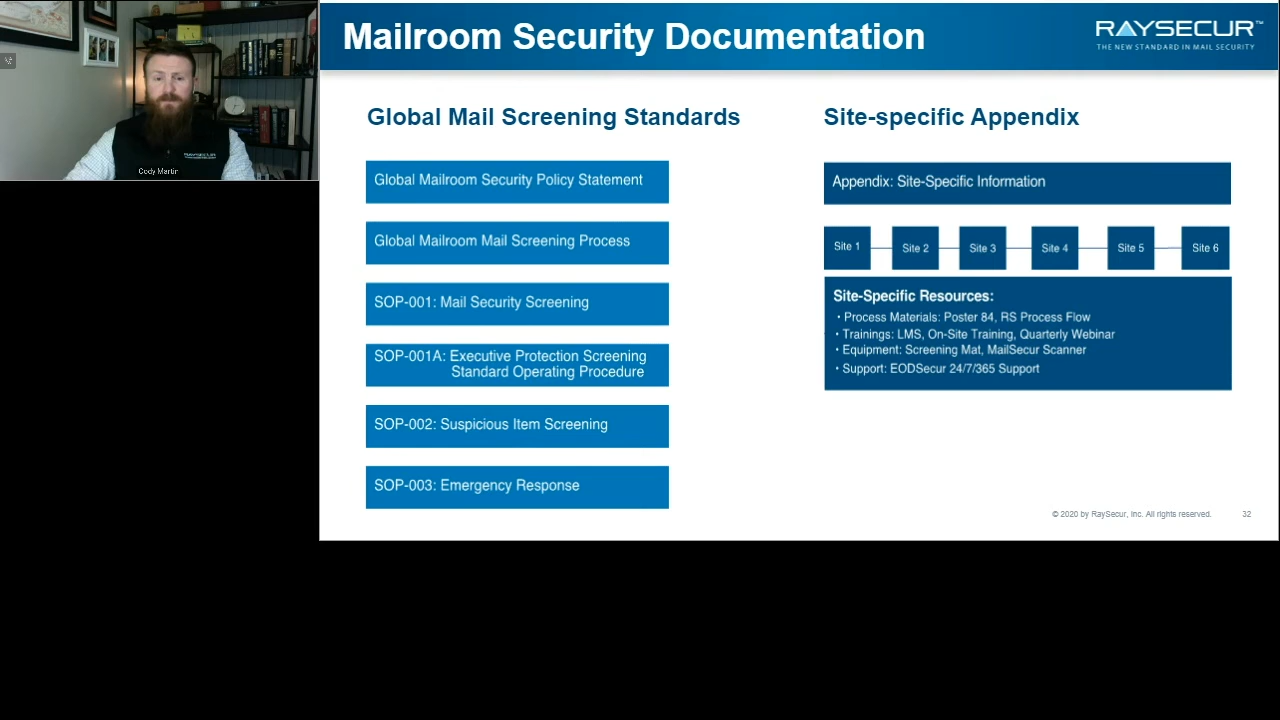 Mailroom Security Documentation
RAYSECUR™
THE NEW STANDARD IN MAIL SECURITY
Cody Martin
Global Mail Screening Standards
Global Mailroom Security Policy Statement
Global Mailroom Mail Screening Process
SOP-001: Mail Security Screening
SOP-001A: Executive Protection Screening
Standard Operating Procedure
SOP-002: Suspicious Item Screening
SOP-003: Emergency Response
Site-specific Appendix
Appendix: Site-Specific Information
Site 1
Site 2
Site 3
Site 4
Site 5
Site 6
Site-Specific Resources:
• Process Materials: Poster 84, RS Process Flow
• Trainings: LMS, On-Site Training, Quarterly Webinar
• Equipment: Screening Mat, MailSecur Scanner
• Support: EODSecur 24/7/365 Support
© 2020 by RaySecur, Inc. All rights reserved.
32